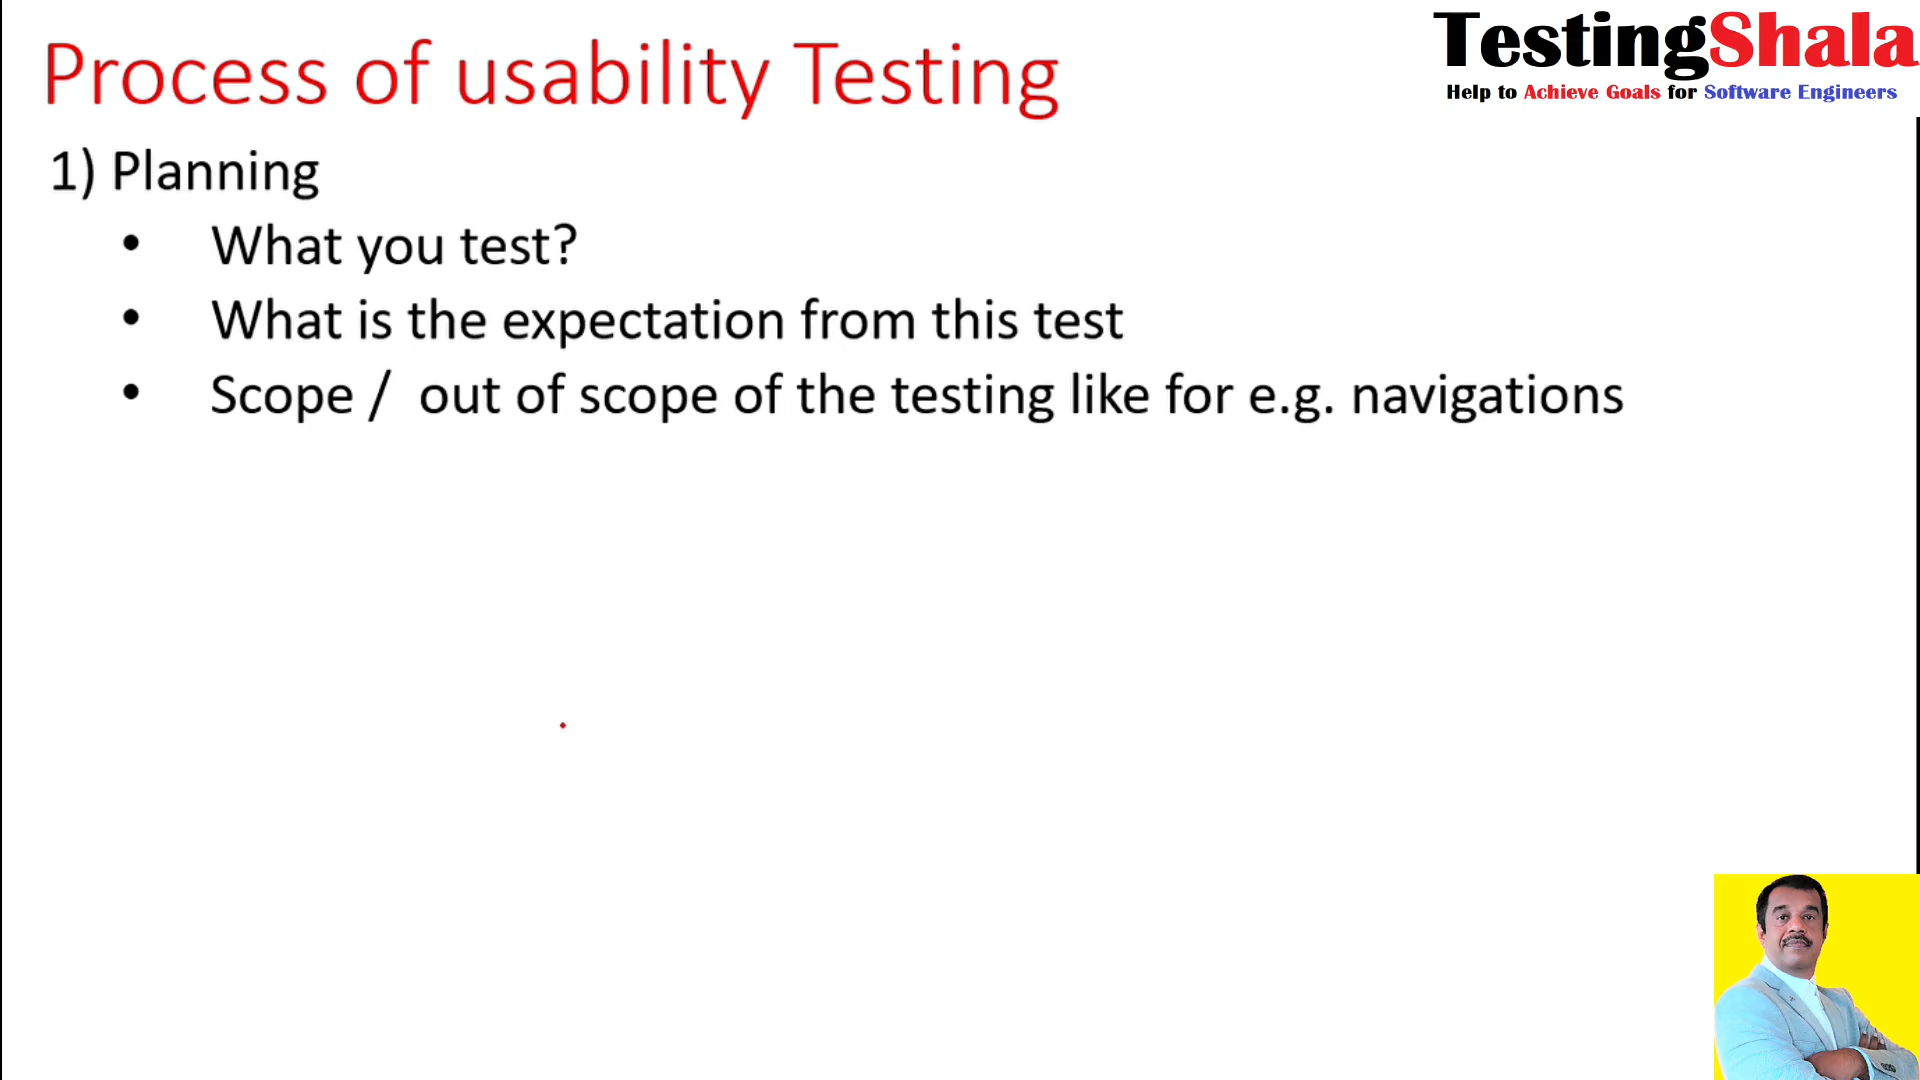 TestingShala
Help to Achieve Goals for Software Engineers
Process of usability Testing
1) Planning
• What you test?
• What is the expectation from this test
• Scope / out of scope of the testing like for e.g. navigations